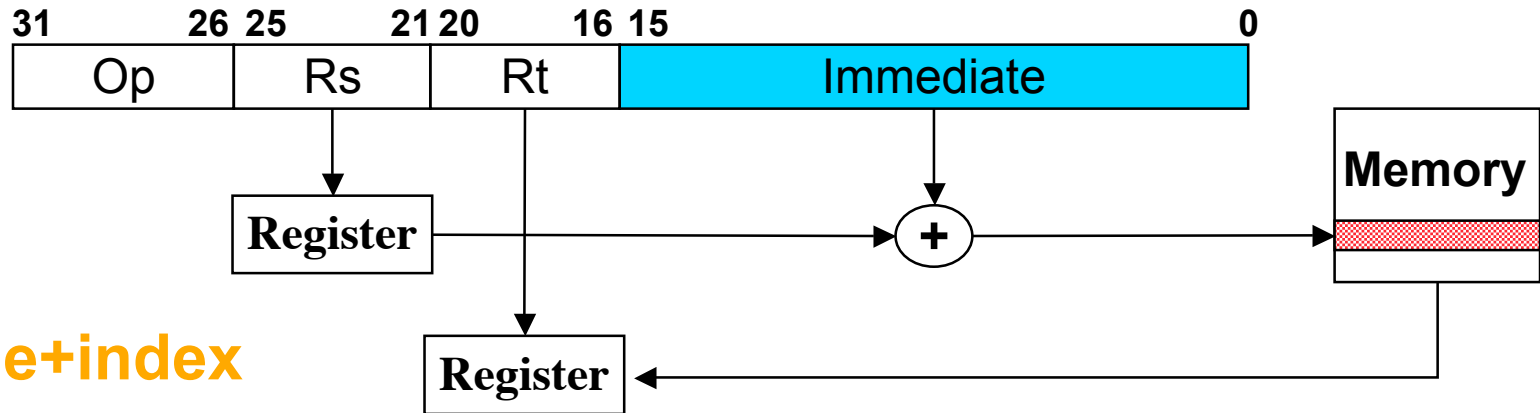 31 26 25 21 20 16 15 0
Op Rs Rt Immediate
Memory
Register +
e+index
Register